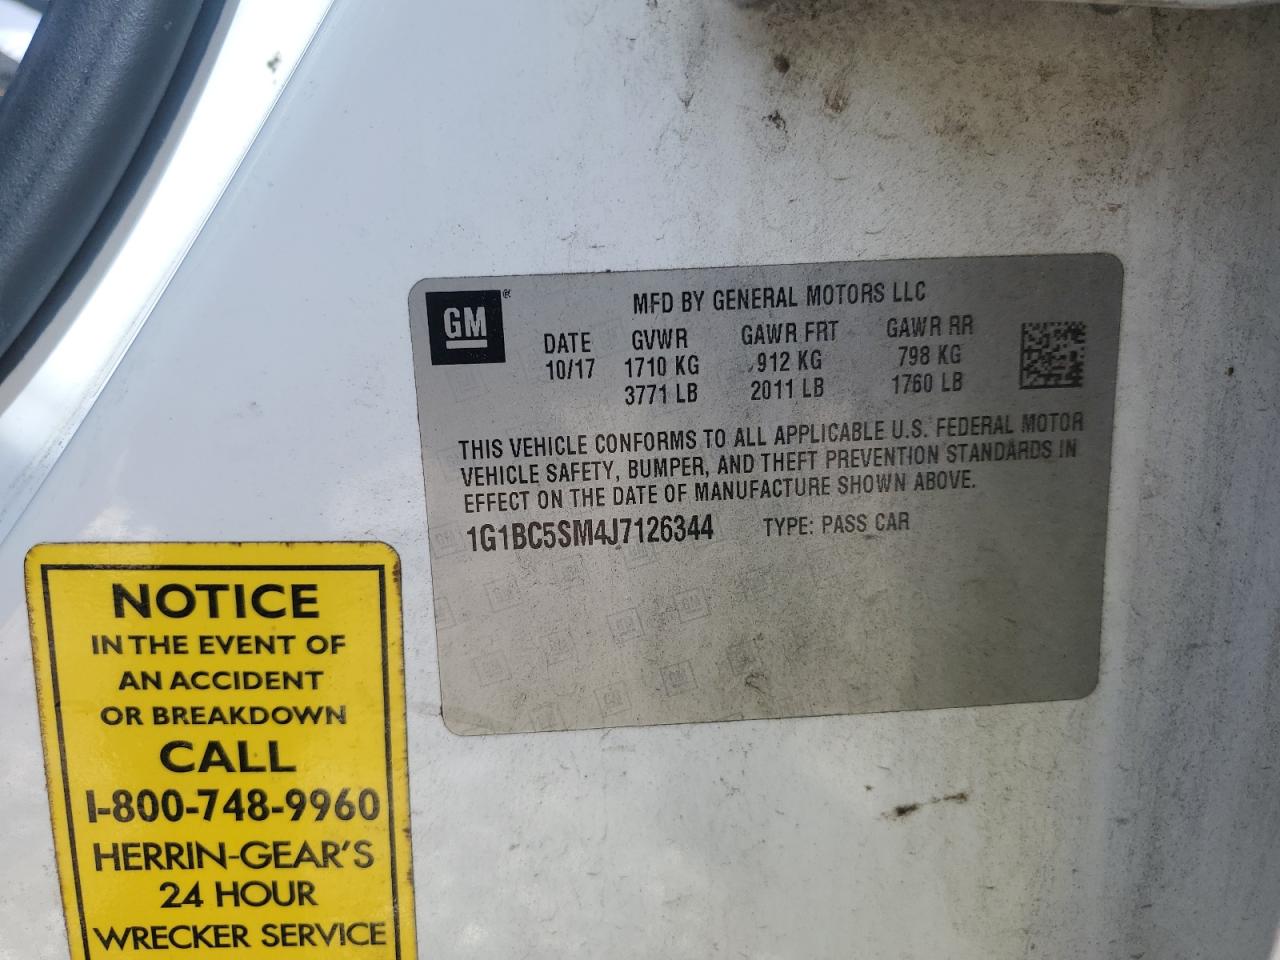 GM ®
MFD BY GENERAL MOTORS LLC
DATE GVWR GAWR FRT GAWR RR
10/17 1710 KG 912 KG 798 KG
3771 LB 2011 LB 1760 LB
THIS VEHICLE CONFORMS TO ALL APPLICABLE U.S. FEDERAL MOTOR
VEHICLE SAFETY, BUMPER, AND THEFT PREVENTION STANDARDS IN
EFFECT ON THE DATE OF MANUFACTURE SHOWN ABOVE.
1G1BC5SM4J7126344 TYPE: PASS CAR
NOTICE
IN THE EVENT OF
AN ACCIDENT
OR BREAKDOWN
CALL
1-800-748-9960
HERRIN-GEAR'S
24 HOUR
WRECKER SERVICE